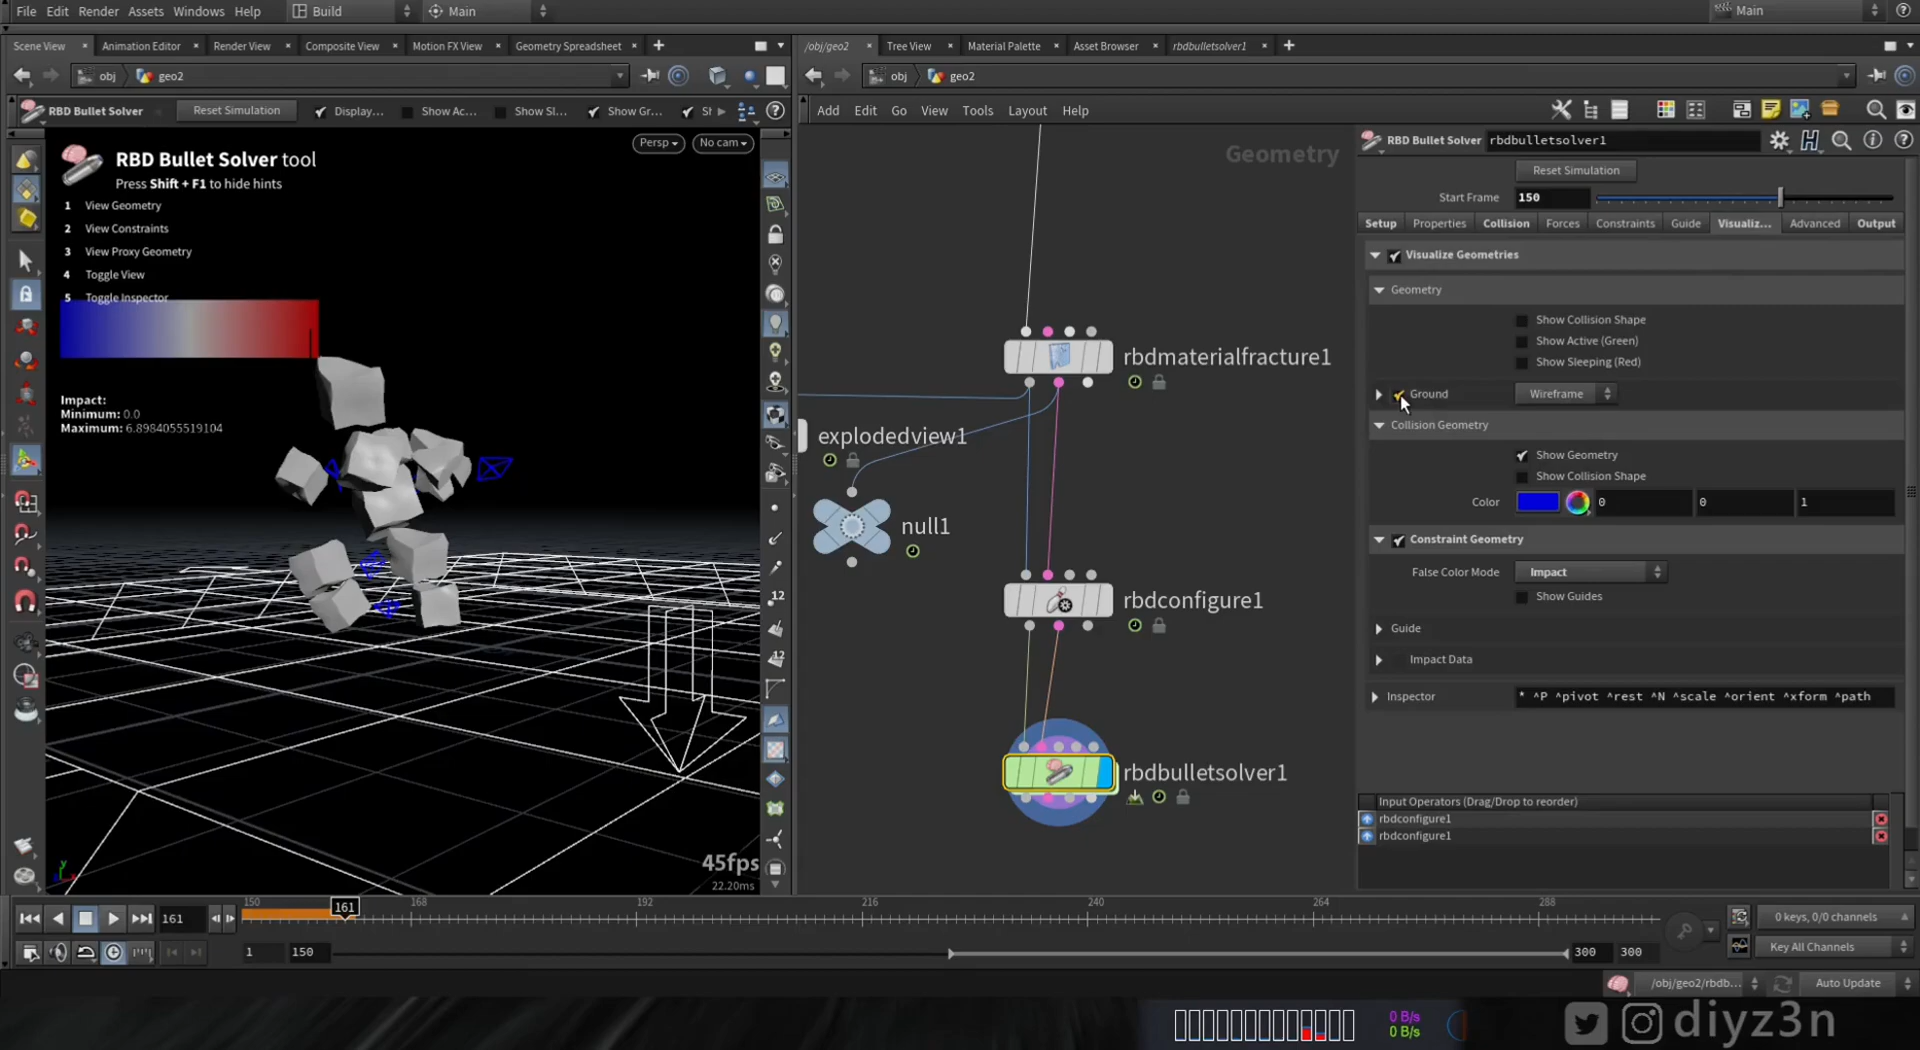 File Edit Render Assets Windows Solver Build Main Main
Scene View Animation Editor Render View Composite View Motion FX View Geometry Spreadsheet
/obj/geo2 Tree View Material Palette Asset Browser rbdbulletsolver1
obj geo2
obj geo2
RBD Bullet Solver Reset Simulation Display... Show Ac... Show Sl... Show Gr... St
Add Edit Go View Tools Layout Help
RBD Bullet Solver tool
Press Shift + F1 to hide hints
1 View Geometry
2 View Constraints
3 View Proxy Geometry
4 Toggle View
5 Toggle Inspector
Persp No cam
Impact:
Minimum: 0.0
Maximum: 6.8984055519104
12
12
45fps
22.20ms
Geometry
rbdmaterialfracture1
explodedview1
null1
rbdconfigure1
rbdbulletsolver1
RBD Bullet Solver rbdbulletsolver1
Reset Simulation
Start Frame 150
Setup Properties Collision Forces Constraints Guide Visualiz... Advanced Output
Visualize Geometries
Geometry
Show Collision Shape
Show Active (Green)
Show Sleeping (Red)
Ground Wireframe
Collision Geometry
Show Geometry
Show Collision Shape
Color 0 0 1
Constraint Geometry
False Color Mode Impact
Show Guides
Guide
Impact Data
Inspector * ^P ^pivot ^rest ^N ^scale ^orient ^xform ^path
Input Operators (Drag/Drop to reorder)
rbdconfigure1
rbdconfigure1
161 150 161 168 192 216 240 264 288
0 keys, 0/0 channels
1 150 300 300
Key All Channels
/obj/geo2/rbdb... Auto Update
0 B/s
0 B/s
diyz3n